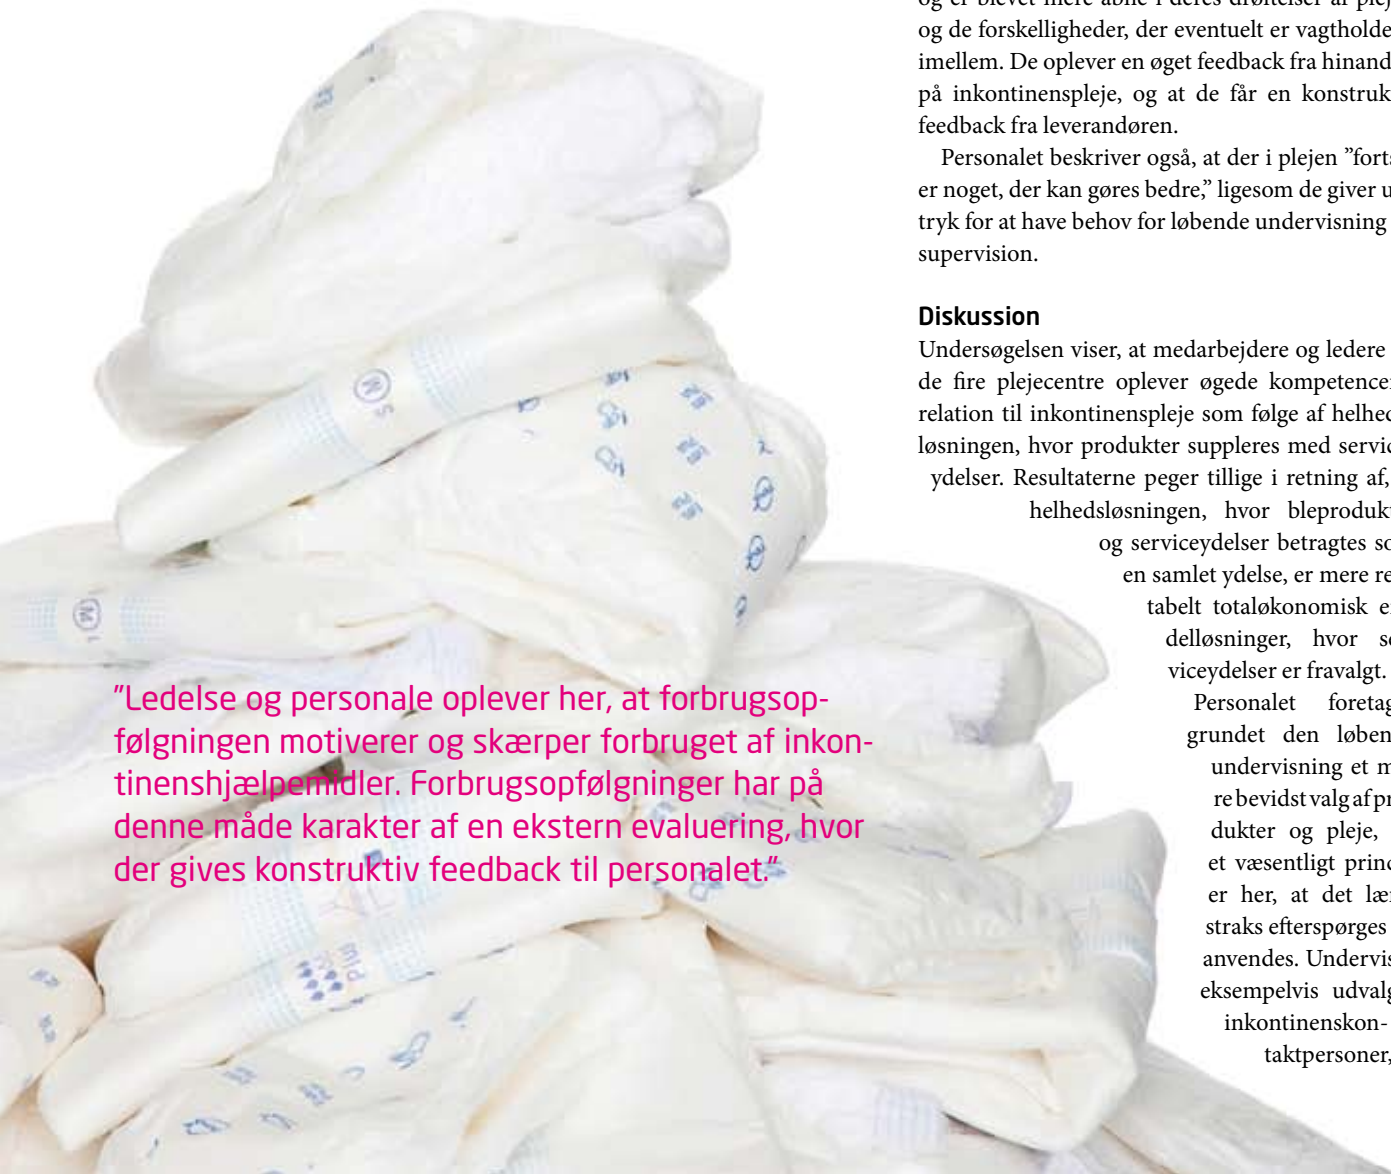 og er blevet mere åbne i deres drøftelser af plej
og de forskelligheder, der eventuelt er vagtholde
imellem. De oplever en øget feedback fra hinand
på inkontinenspleje, og at de får en konstruk
feedback fra leverandøren.
Personalet beskriver også, at der i plejen ”forts
er noget, der kan gøres bedre,” ligesom de giver u
tryk for at have behov for løbende undervisning
supervision.
Diskussion
Undersøgelsen viser, at medarbejdere og ledere
de fire plejecentre oplever øgede kompetencer
relation til inkontinenspleje som følge af helhed
løsningen, hvor produkter suppleres med servic
ydelser. Resultaterne peger tillige i retning af,
helhedsløsningen, hvor bleprodukt
og serviceydelser betragtes so
en samlet ydelse, er mere re
tabelt totaløkonomisk e
delløsninger, hvor se
viceydelser er fravalgt.
Personalet foretag
grundet den løben
undervisning et m
re bevidst valg af pr
dukter og pleje,
et væsentligt princ
er her, at det lær
straks efterspørges
anvendes. Undervis
eksempelvis udvalg
inkontinenskon-
taktpersoner,
”Ledelse og personale oplever her, at forbrugsop-
følgningen motiverer og skærper forbruget af inkon-
tinenshjælpemidler. Forbrugsopfølgninger har på
denne måde karakter af en ekstern evaluering, hvor
der gives konstruktiv feedback til personalet.”
M S
M L
Plus